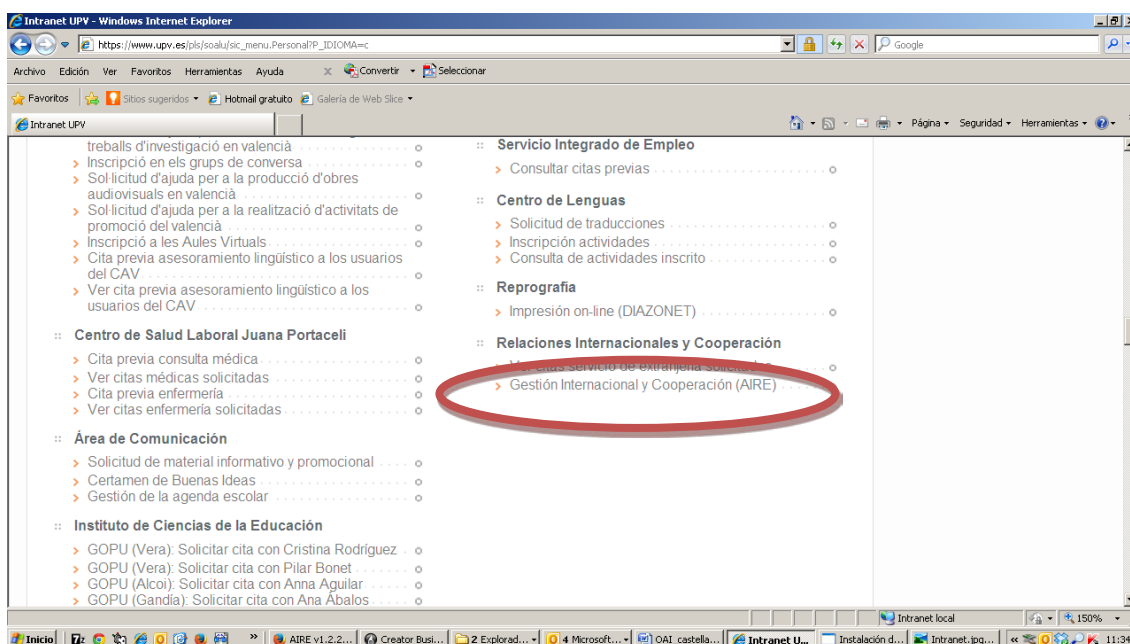 Intranet UPV - Windows Internet Explorer
https://www.upv.es/pls/soalu/sic_menu.Personal?P_IDIOMA=c
Google
Archivo Edición Ver Favoritos Herramientas Ayuda x Convertir Seleccionar
Favoritos Sitios sugeridos Hotmail gratuito Galería de Web Slice
Intranet UPV
Página Seguridad Herramientas
treballs d'investigació en valencià
Inscripció en els grups de conversa
Sol·licitud d'ajuda per a la producció d'obres
audiovisuals en valencià
Sol·licitud d'ajuda per a la realització d'activitats de
promoció del valencià
Inscripció a les Aules Virtuals
Cita previa asesoramiento lingüístico a los usuarios
del CAV
Ver cita previa asesoramiento lingüístico a los
usuarios del CAV
Centro de Salud Laboral Juana Portaceli
Cita previa consulta médica
Ver citas médicas solicitadas
Cita previa enfermería
Ver citas enfermería solicitadas
Área de Comunicación
Solicitud de material informativo y promocional
Certamen de Buenas Ideas
Gestión de la agenda escolar
Instituto de Ciencias de la Educación
GOPU (Vera): Solicitar cita con Cristina Rodríguez
GOPU (Vera): Solicitar cita con Pilar Bonet
GOPU (Alcoi): Solicitar cita con Anna Aguilar
GOPU (Gandía): Solicitar cita con Ana Ábalos
Servicio Integrado de Empleo
Consultar citas previas
Centro de Lenguas
Solicitud de traducciones
Inscripción actividades
Consulta de actividades inscrito
Reprografía
Impresión on-line (DIAZONET)
Relaciones Internacionales y Cooperación
Ver citas servicio de extranjería solicitadas
Gestión Internacional y Cooperación (AIRE)
Intranet local
150%
Inicio
AIRE v1.2.2...
Creator Busi...
2 Explorad...
4 Microsoft...
OAI_castella...
Intranet U...
Instalación d...
Intranet.jpg...
11:34